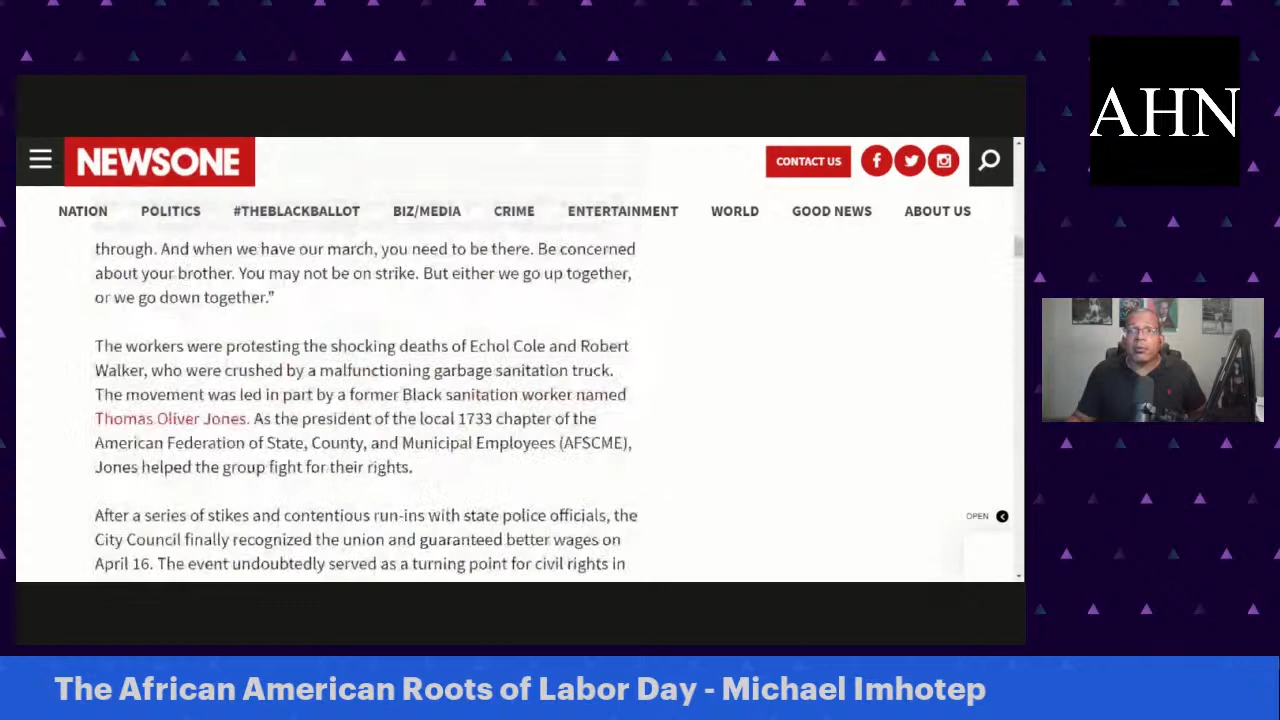 AHN
NEWSONE
CONTACT US
NATION POLITICS #THEBLACKBALLOT BIZ/MEDIA CRIME ENTERTAINMENT WORLD GOOD NEWS ABOUT US
through. And when we have our march, you need to be there. Be concerned
about your brother. You may not be on strike. But either we go up together,
or we go down together.”
The workers were protesting the shocking deaths of Echol Cole and Robert
Walker, who were crushed by a malfunctioning garbage sanitation truck.
The movement was led in part by a former Black sanitation worker named
Thomas Oliver Jones. As the president of the local 1733 chapter of the
American Federation of State, County, and Municipal Employees (AFSCME),
Jones helped the group fight for their rights.
After a series of stikes and contentious run-ins with state police officials, the
City Council finally recognized the union and guaranteed better wages on
April 16. The event undoubtedly served as a turning point for civil rights in
OPEN
The African American Roots of Labor Day - Michael Imhotep